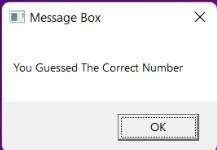 Message Box
You Guessed The Correct Number
OK